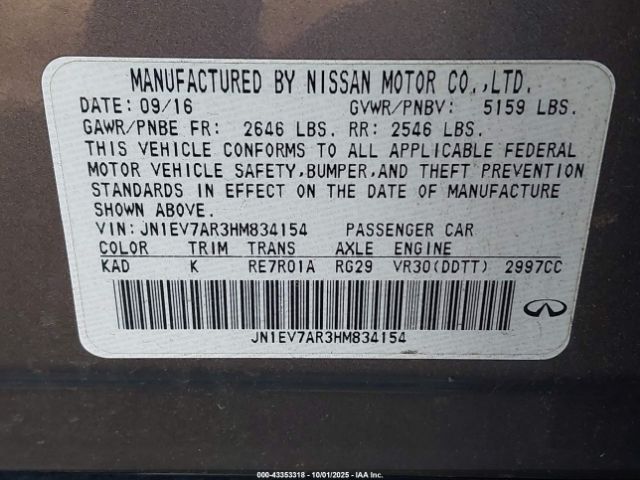 MANUFACTURED BY NISSAN MOTOR CO.,LTD.
DATE: 09/16 GVWR/PNBV: 5159 LBS.
GAWR/PNBE FR: 2646 LBS. RR: 2546 LBS.
THIS VEHICLE CONFORMS TO ALL APPLICABLE FEDERAL
MOTOR VEHICLE SAFETY,BUMPER,AND THEFT PREVENTION
STANDARDS IN EFFECT ON THE DATE OF MANUFACTURE
SHOWN ABOVE.
VIN: JN1EV7AR3HM834154 PASSENGER CAR
COLOR TRIM TRANS AXLE ENGINE
KAD K RE7R01A RG29 VR30(DDTT) 2997CC
JN1EV7AR3HM834154
000-43353318 - 10/01/2025 - IAA Inc.